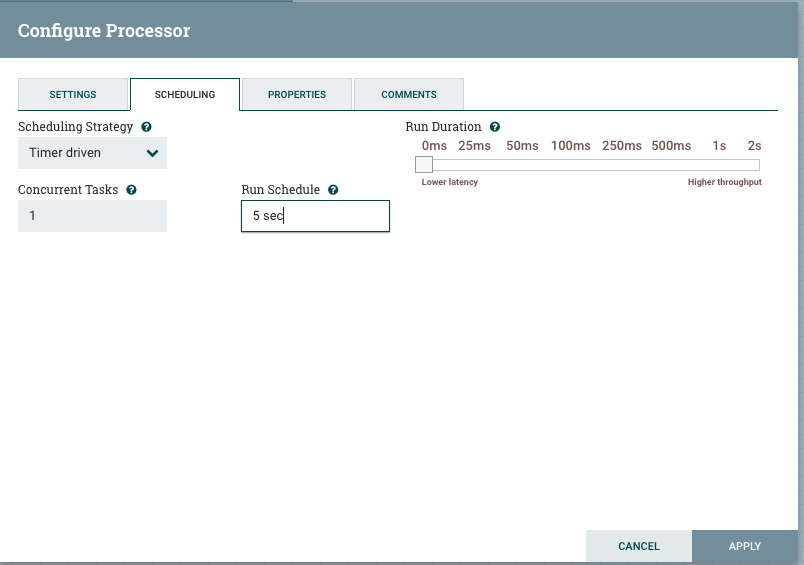 Configure Processor
SETTINGS SCHEDULING PROPERTIES COMMENTS
Scheduling Strategy ?
Timer driven
Run Duration ?
0ms 25ms 50ms 100ms 250ms 500ms 1s 2s
Lower latency Higher throughput
Concurrent Tasks ?
1
Run Schedule ?
5 sec
CANCEL APPLY